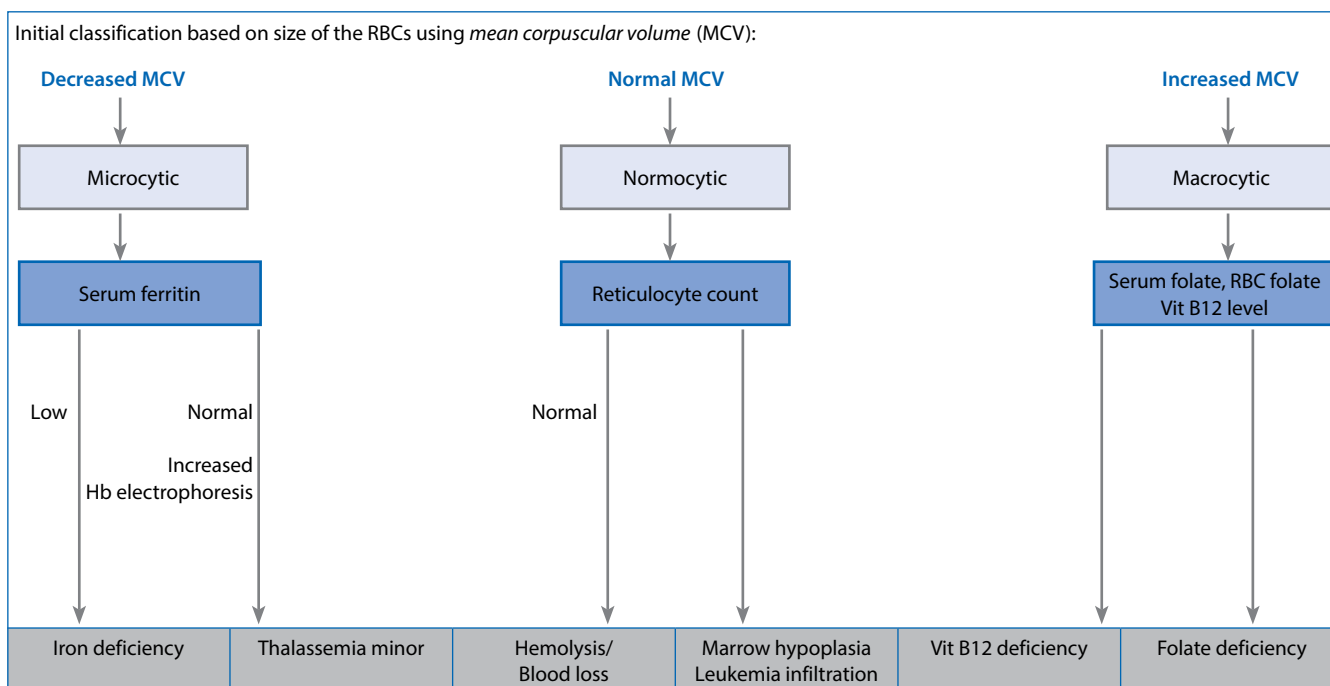 Initial classification based on size of the RBCs using mean corpuscular volume (MCV):
Decreased MCV
Normal MCV
Increased MCV
Microcytic
Normocytic
Macrocytic
Serum ferritin
Reticulocyte count
Serum folate, RBC folate
Vit B12 level
Low
Normal
Increased
Hb electrophoresis
Normal
Iron deficiency
Thalassemia minor
Hemolysis/
Blood loss
Marrow hypoplasia
Leukemia infiltration
Vit B12 deficiency
Folate deficiency